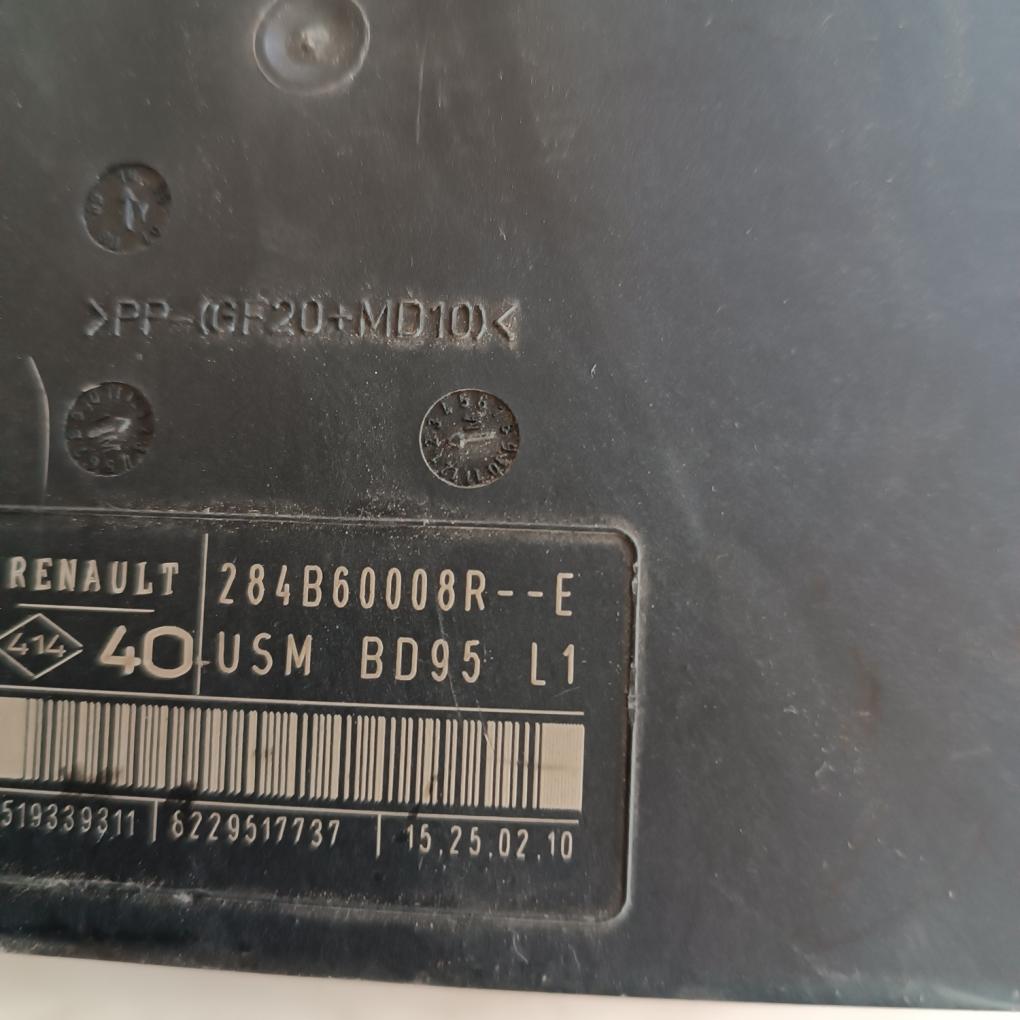 >PP-(GF20+MD10)<
RENAULT
284B60008R--E
414
40
USM BD95 L1
519339311 | 6229517737 | 15.25.02.10